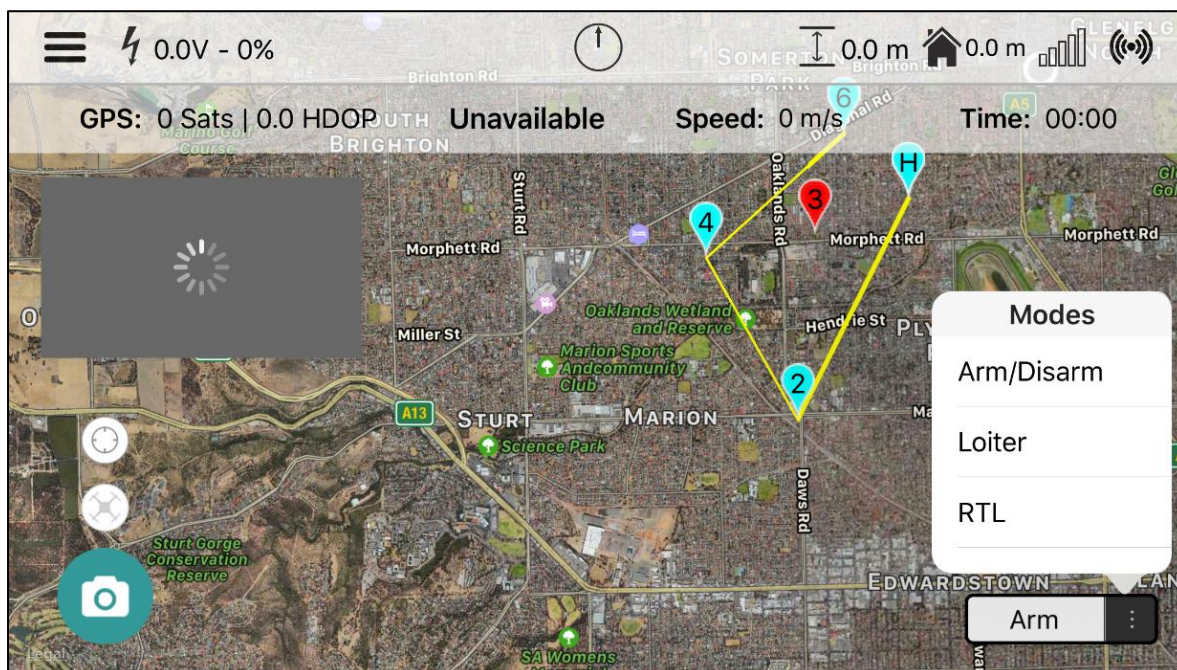 0.0V - 0%
0.0 m
0.0 m
GLENELG
NORTH
SOMERTON
PARK
Brighton Rd
Brighton Rd
A5
GPS: 0 Sats | 0.0 HDOP
Unavailable
Speed: 0 m/s
Time: 00:00
6
Diagonal Rd
Marino Golf
Course
BRIGHTON
Sturt Rd
Oaklands Rd
H
3
4
Morphett Rd
Morphett Rd
Morphett Rd
Oaklands Wetland
and Reserve
Hendrie St
Miller St
Marion Sports
Andcommunity
Club
2
A13
STURT
MARION
Science Park
Daws Rd
Modes
Arm/Disarm
Loiter
RTL
Sturt Gorge
Conservation
Reserve
EDWARDSTOWN
Arm
SA Womens
Legal